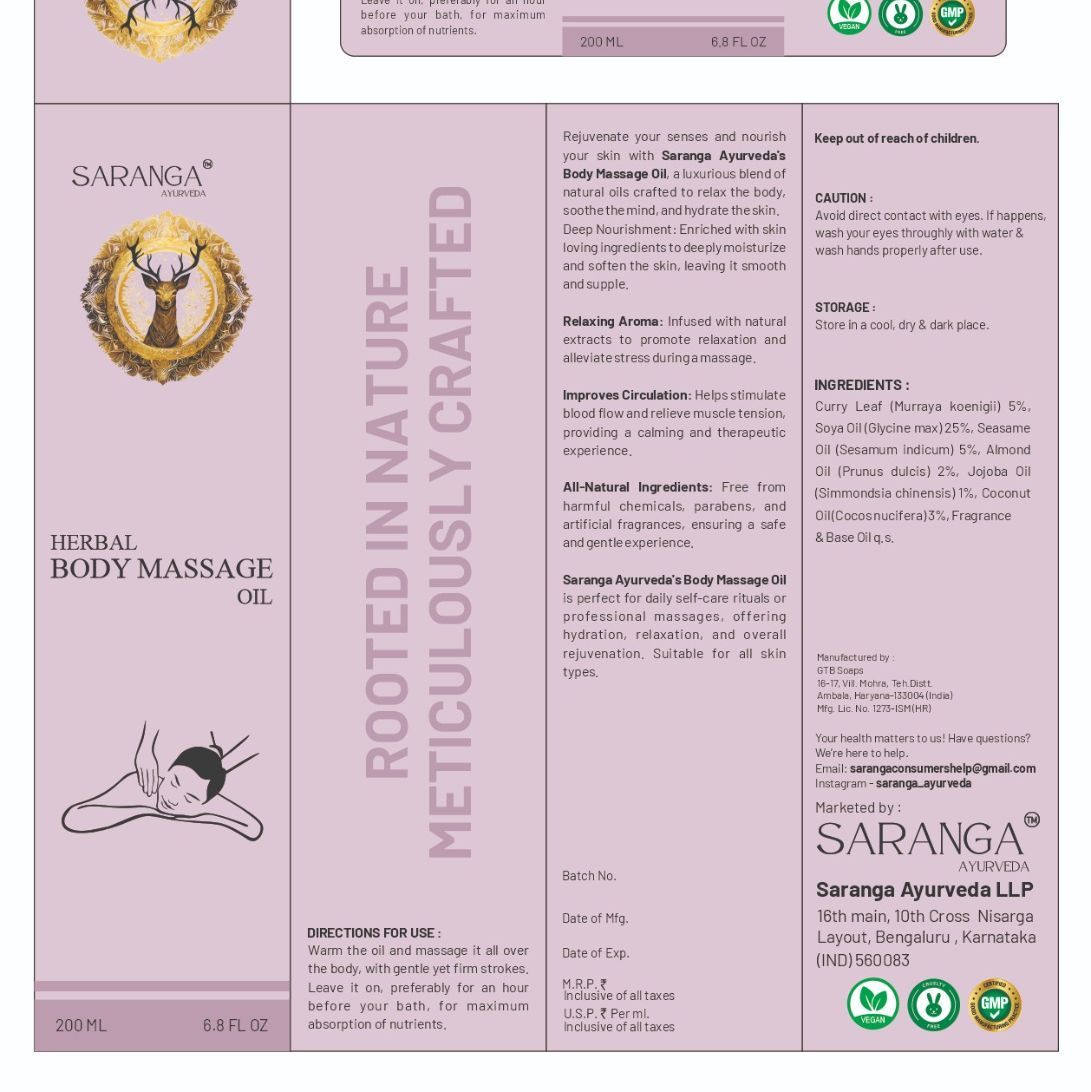 Leave it on, preferably for an hour
before your bath, for maximum
absorption of nutrients.
200 ML 6.8 FL OZ
VEGAN
FREE
GMP
GOOD MANUFACTURING PRACTICE
SARANGA™
AYURVEDA
HERBAL
BODY MASSAGE
OIL
200 ML 6.8 FL OZ
ROOTED IN NATURE
METICULOUSLY CRAFTED
DIRECTIONS FOR USE :
Warm the oil and massage it all over
the body, with gentle yet firm strokes.
Leave it on, preferably for an hour
before your bath, for maximum
absorption of nutrients.
Rejuvenate your senses and nourish
your skin with Saranga Ayurveda's
Body Massage Oil, a luxurious blend of
natural oils crafted to relax the body,
soothe the mind, and hydrate the skin.
Deep Nourishment: Enriched with skin
loving ingredients to deeply moisturize
and soften the skin, leaving it smooth
and supple.
Relaxing Aroma: Infused with natural
extracts to promote relaxation and
alleviate stress during a massage.
Improves Circulation: Helps stimulate
blood flow and relieve muscle tension,
providing a calming and therapeutic
experience.
All-Natural Ingredients: Free from
harmful chemicals, parabens, and
artificial fragrances, ensuring a safe
and gentle experience.
Saranga Ayurveda's Body Massage Oil
is perfect for daily self-care rituals or
professional massages, offering
hydration, relaxation, and overall
rejuvenation. Suitable for all skin
types.
Batch No.
Date of Mfg.
Date of Exp.
M.R.P. ₹
Inclusive of all taxes
U.S.P. ₹ Per ml.
Inclusive of all taxes
Keep out of reach of children.
CAUTION :
Avoid direct contact with eyes. If happens,
wash your eyes throughly with water &
wash hands properly after use.
STORAGE :
Store in a cool, dry & dark place.
INGREDIENTS :
Curry Leaf (Murraya koenigii) 5%,
Soya Oil (Glycine max) 25%, Seasame
Oil (Sesamum indicum) 5%, Almond
Oil (Prunus dulcis) 2%, Jojoba Oil
(Simmondsia chinensis) 1%, Coconut
Oil (Cocos nucifera) 3%, Fragrance
& Base Oil q.s.
Manufactured by :
GTB Soaps
16-17, Vill. Mohra, Teh.Distt.
Ambala, Haryana-133004 (India)
Mfg. Lic. No. 1273-ISM (HR)
Your health matters to us! Have questions?
We're here to help.
Email: sarangaconsumershelp@gmail.com
Instagram - saranga_ayurveda
Marketed by :
SARANGA™
AYURVEDA
Saranga Ayurveda LLP
16th main, 10th Cross Nisarga
Layout, Bengaluru , Karnataka
(IND) 560083
VEGAN
CRUELTY
FREE
CERTIFIED
GMP
GOOD MANUFACTURING PRACTICE